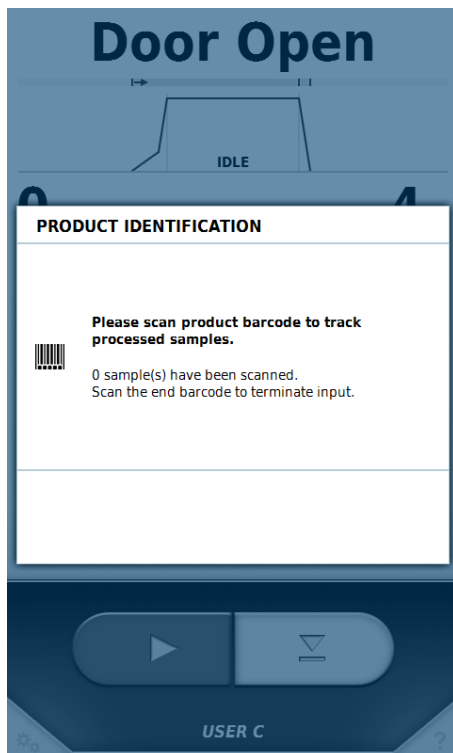 Door Open
IDLE
0 4
PRODUCT IDENTIFICATION
Please scan product barcode to track
processed samples.
0 sample(s) have been scanned.
Scan the end barcode to terminate input.
USER C
?